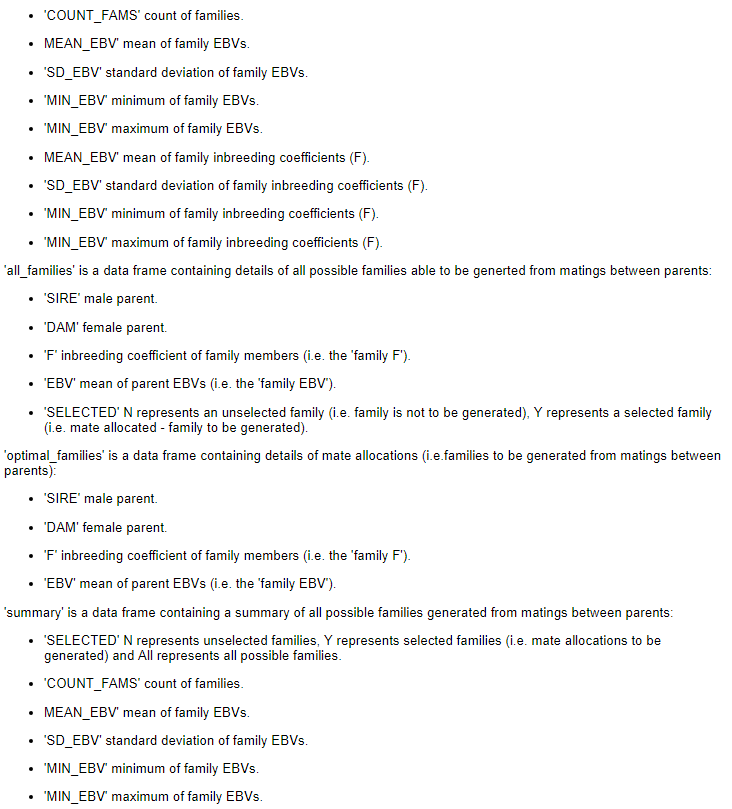 • 'COUNT_FAMS' count of families.
• MEAN_EBV' mean of family EBVs.
• 'SD_EBV' standard deviation of family EBVs.
• 'MIN_EBV' minimum of family EBVs.
• 'MIN_EBV' maximum of family EBVs.
• MEAN_EBV' mean of family inbreeding coefficients (F).
• 'SD_EBV' standard deviation of family inbreeding coefficients (F).
• 'MIN_EBV' minimum of family inbreeding coefficients (F).
• 'MIN_EBV' maximum of family inbreeding coefficients (F).
'all_families' is a data frame containing details of all possible families able to be generted from matings between parents:
• 'SIRE' male parent.
• 'DAM' female parent.
• 'F' inbreeding coefficient of family members (i.e. the 'family F').
• 'EBV' mean of parent EBVs (i.e. the 'family EBV').
• 'SELECTED' N represents an unselected family (i.e. family is not to be generated), Y represents a selected family
(i.e. mate allocated - family to be generated).
'optimal_families' is a data frame containing details of mate allocations (i.e.families to be generated from matings between
parents):
• 'SIRE' male parent.
• 'DAM' female parent.
• 'F' inbreeding coefficient of family members (i.e. the 'family F').
• 'EBV' mean of parent EBVs (i.e. the 'family EBV').
'summary' is a data frame containing a summary of all possible families generated from matings between parents:
• 'SELECTED' N represents unselected families, Y represents selected families (i.e. mate allocations to be
generated) and All represents all possible families.
• 'COUNT_FAMS' count of families.
• MEAN_EBV' mean of family EBVs.
• 'SD_EBV' standard deviation of family EBVs.
• 'MIN_EBV' minimum of family EBVs.
• 'MIN_EBV' maximum of family EBVs.